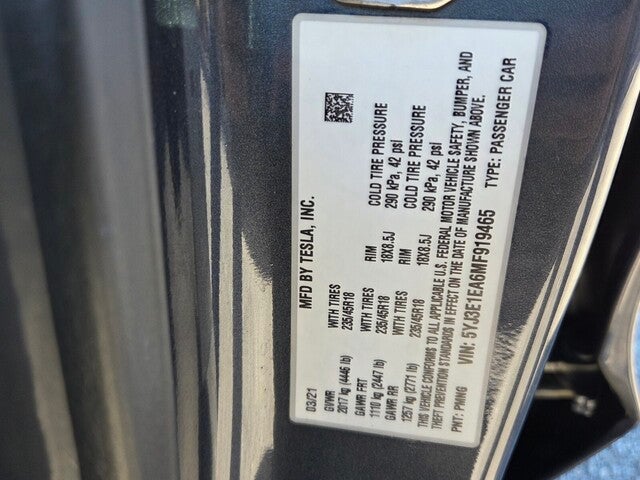 MFD BY TESLA, INC.
03/21
GVWR
2017 kg (4446 lb)
GAWR FRT WITH TIRES RIM COLD TIRE PRESSURE
1110 kg (2447 lb) 235/45R18 18X8.5J 290 kPa, 42 psi
GAWR RR WITH TIRES RIM COLD TIRE PRESSURE
1257 kg (2771 lb) 235/45R18 18X8.5J 290 kPa, 42 psi
THIS VEHICLE CONFORMS TO ALL APPLICABLE U.S. FEDERAL MOTOR VEHICLE SAFETY, BUMPER, AND
THEFT PREVENTION STANDARDS IN EFFECT ON THE DATE OF MANUFACTURE SHOWN ABOVE.
PNT: PMNG VIN: 5YJ3E1EA6MF919465 TYPE: PASSENGER CAR